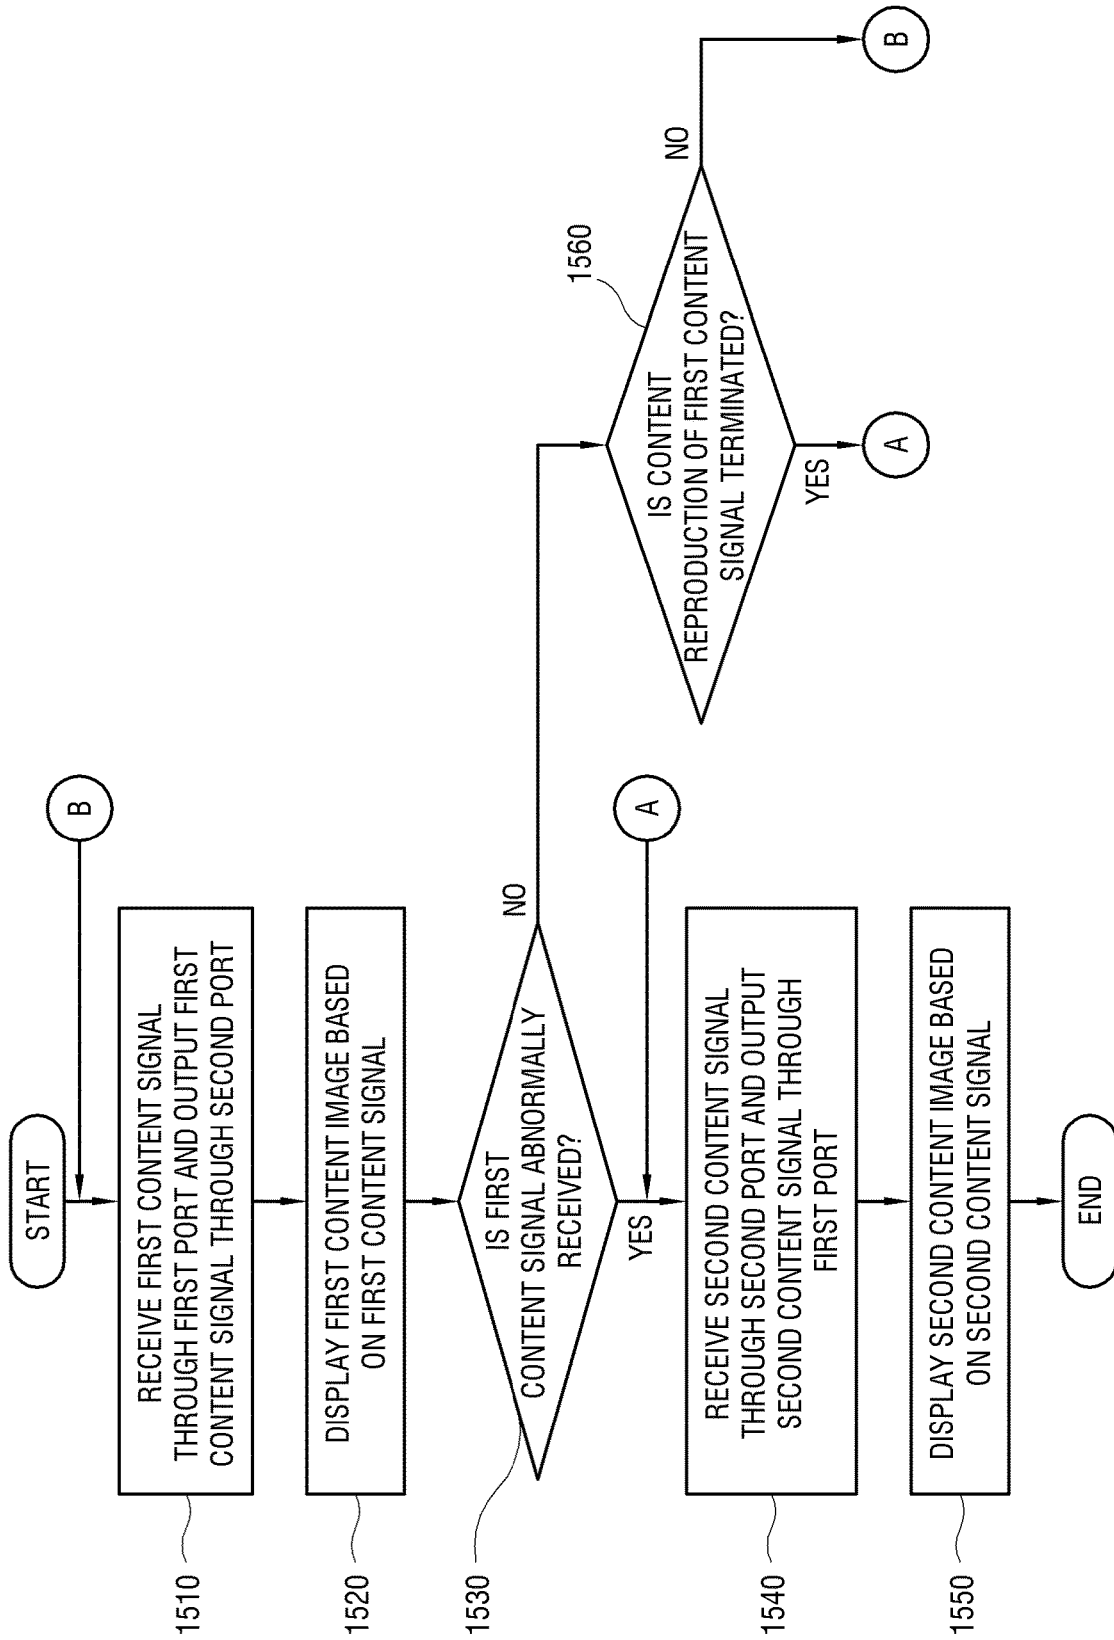 START
B
RECEIVE FIRST CONTENT SIGNAL
THROUGH FIRST PORT AND OUTPUT FIRST
CONTENT SIGNAL THROUGH SECOND PORT
1510
DISPLAY FIRST CONTENT IMAGE BASED
ON FIRST CONTENT SIGNAL
1520
IS FIRST
CONTENT SIGNAL ABNORMALLY
RECEIVED?
1530
NO
YES
A
RECEIVE SECOND CONTENT SIGNAL
THROUGH SECOND PORT AND OUTPUT
SECOND CONTENT SIGNAL THROUGH
FIRST PORT
1540
DISPLAY SECOND CONTENT IMAGE BASED
ON SECOND CONTENT SIGNAL
1550
END
1560
IS CONTENT
REPRODUCTION OF FIRST CONTENT
SIGNAL TERMINATED?
NO
YES
A
B